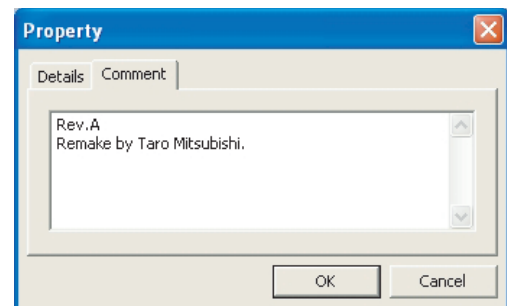 Property
Details Comment
Rev.A
Remake by Taro Mitsubishi.
OK Cancel